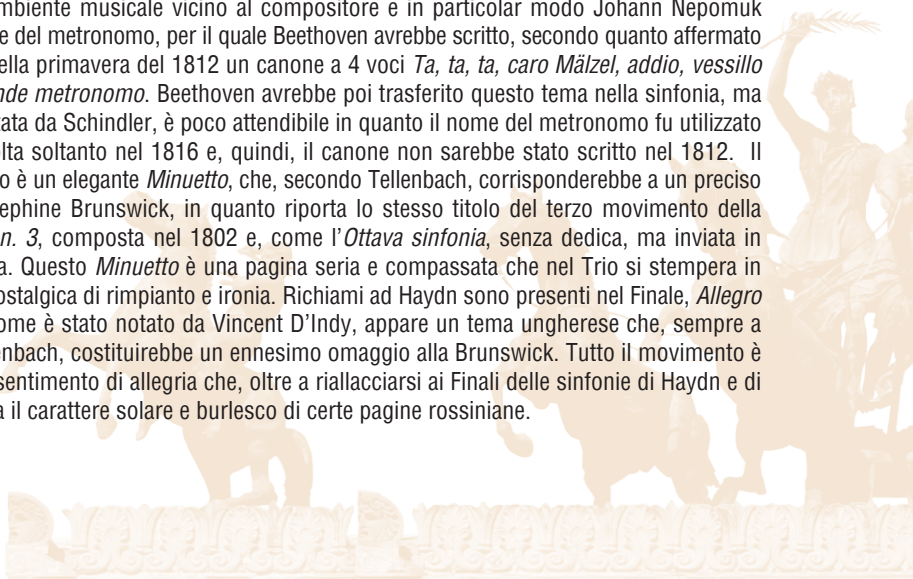 mbiente musicale vicino al compositore e in particolar modo Johann Nepomuk
e del metronomo, per il quale Beethoven avrebbe scritto, secondo quanto affermato
ella primavera del 1812 un canone a 4 voci Ta, ta, ta, caro Mälzel, addio, vessillo
nde metronomo. Beethoven avrebbe poi trasferito questo tema nella sinfonia, ma
tata da Schindler, è poco attendibile in quanto il nome del metronomo fu utilizzato
olta soltanto nel 1816 e, quindi, il canone non sarebbe stato scritto nel 1812. Il
o è un elegante Minuetto, che, secondo Tellenbach, corrisponderebbe a un preciso
ephine Brunswick, in quanto riporta lo stesso titolo del terzo movimento della
n. 3, composta nel 1802 e, come l’Ottava sinfonia, senza dedica, ma inviata in
a. Questo Minuetto è una pagina seria e compassata che nel Trio si stempera in
ostalgica di rimpianto e ironia. Richiami ad Haydn sono presenti nel Finale, Allegro
ome è stato notato da Vincent D’Indy, appare un tema ungherese che, sempre a
enbach, costituirebbe un ennesimo omaggio alla Brunswick. Tutto il movimento è
sentimento di allegria che, oltre a riallacciarsi ai Finali delle sinfonie di Haydn e di
a il carattere solare e burlesco di certe pagine rossiniane.